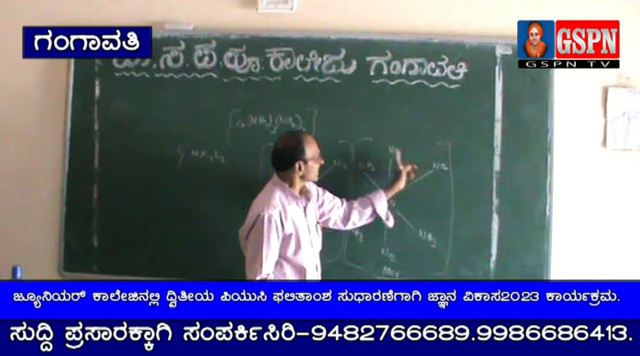 ಗಂಗಾವತಿ
GSPN
GSPN TV
ಸ.ಪ.ಪೂ.ಕಾಲೇಜು ಗಂಗಾವತಿ
ಜ್ಯೂನಿಯರ್ ಕಾಲೇಜಿನಲ್ಲಿ ದ್ವಿತೀಯ ಪಿಯುಸಿ ಫಲಿತಾಂಶ ಸುಧಾರಣೆಗಾಗಿ ಜ್ಞಾನ ವಿಕಾಸ2023 ಕಾರ್ಯಕ್ರಮ.
ಸುದ್ದಿ ಪ್ರಸಾರಕ್ಕಾಗಿ ಸಂಪರ್ಕಿಸಿರಿ-9482766689.9986686413.